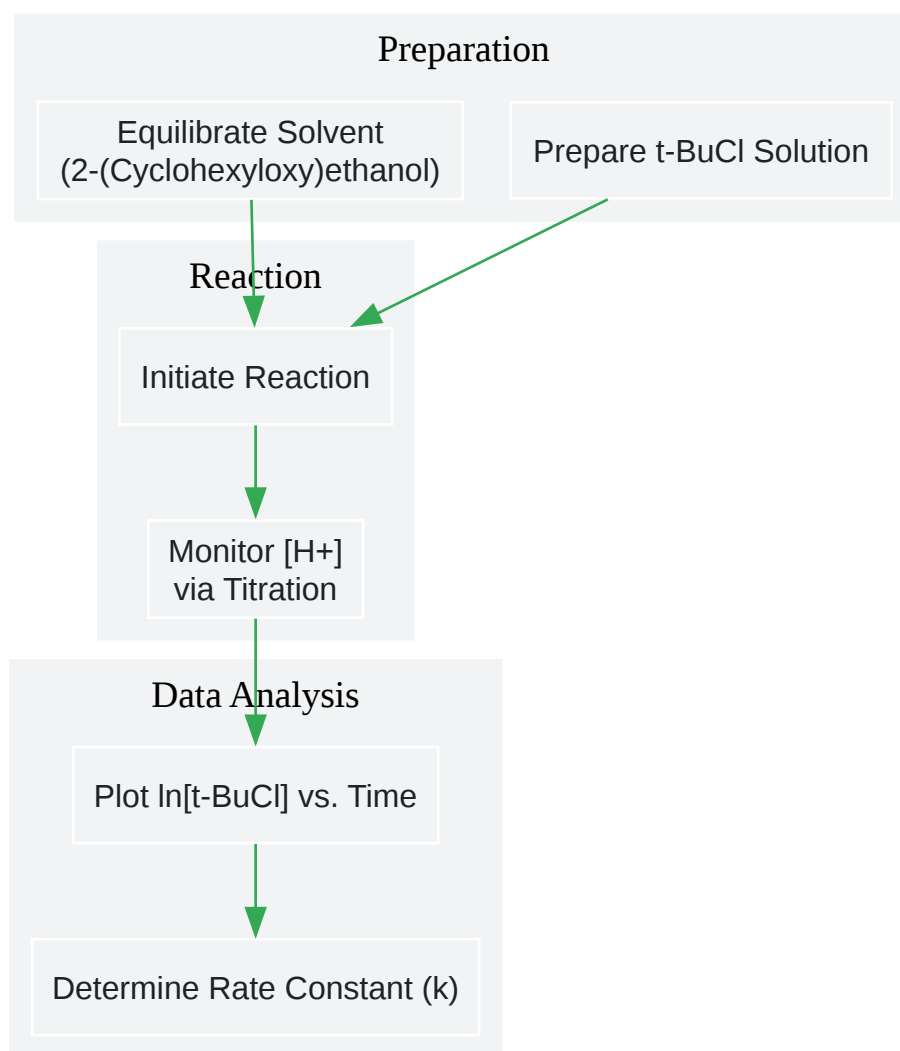 Preparation
Equilibrate Solvent
(2-(Cyclohexyloxy)ethanol)
Prepare t-BuCl Solution
Reaction
Initiate Reaction
Monitor [H+]
via Titration
Data Analysis
Plot ln[t-BuCl] vs. Time
Determine Rate Constant (k)